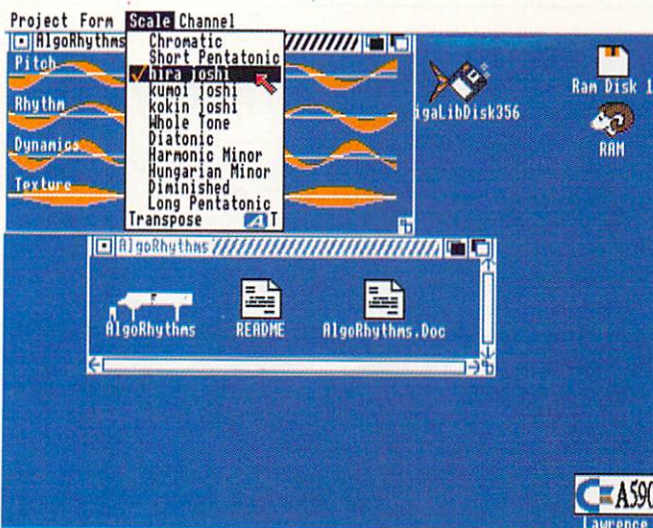 Project Form Scale Channel
AlgoRhythms
Chromatic
Short Pentatonic
hira joshi
kumoi joshi
kokin joshi
Whole Tone
Diatonic
Harmonic Minor
Hungarian Minor
Diminished
Long Pentatonic
Transpose A T
Pitch
Rhythm
Dynamics
Texture
igaLibDisk356
Ram Disk 1
RAM
AlgoRhythms
AlgoRhythms
README
AlgoRhythms.Doc
A590
Lawrence